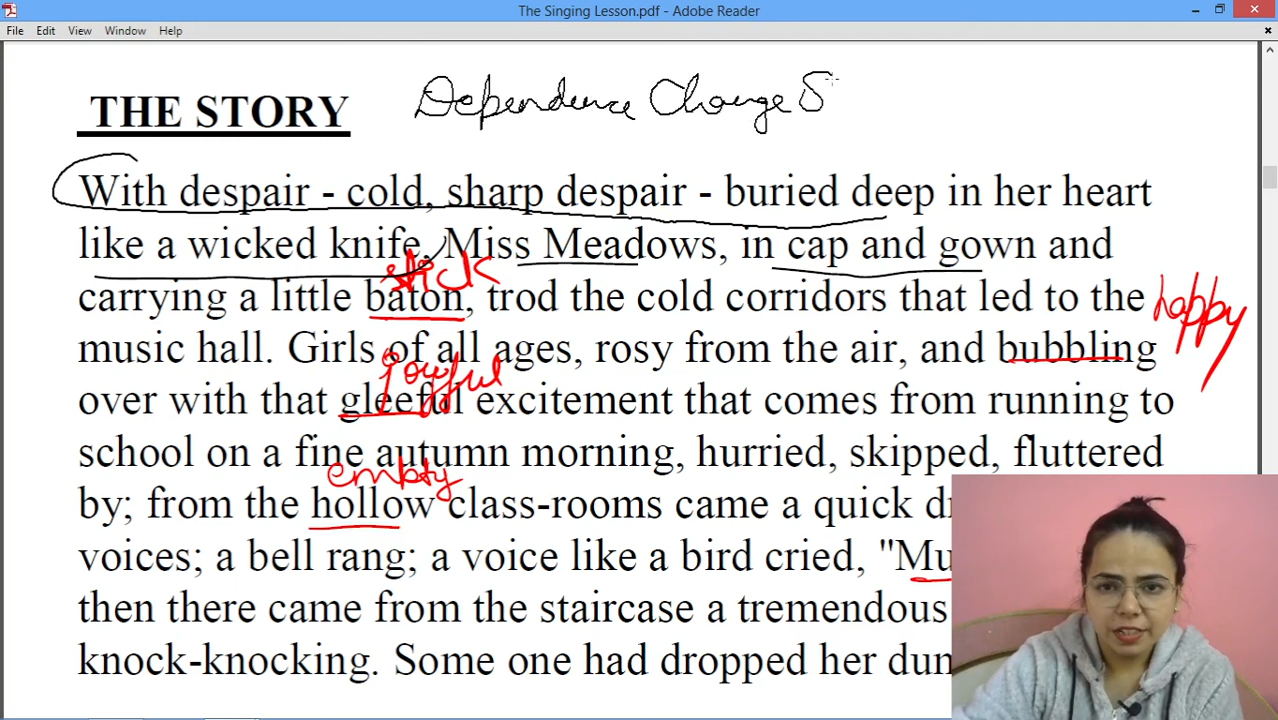 The Singing Lesson.pdf - Adobe Reader
File Edit View Window Help
THE STORY Dependence Change S
With despair - cold, sharp despair - buried deep in her heart
like a wicked knife, Miss Meadows, in cap and gown and
stick
carrying a little baton, trod the cold corridors that led to the
happy
music hall. Girls of all ages, rosy from the air, and bubbling
joyful
over with that gleeful excitement that comes from running to
school on a fine autumn morning, hurried, skipped, fluttered
empty
by; from the hollow class-rooms came a quick
voices; a bell rang; a voice like a bird cried, "Mu
then there came from the staircase a tremendous
knock-knocking. Some one had dropped her dum